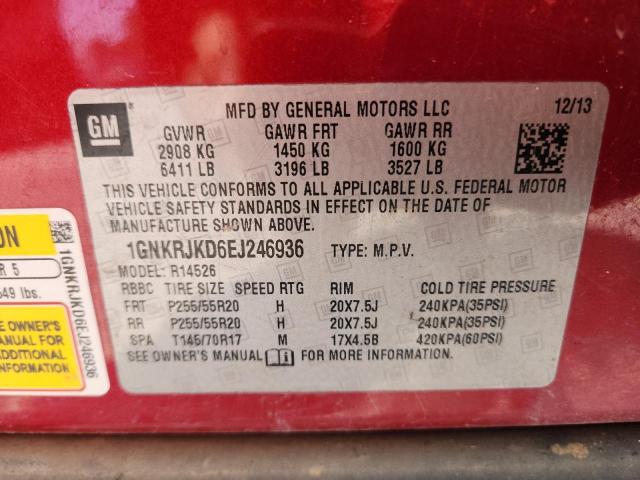 GM
MFD BY GENERAL MOTORS LLC 12/13
GVWR GAWR FRT GAWR RR
2908 KG 1450 KG 1600 KG
6411 LB 3196 LB 3527 LB
THIS VEHICLE CONFORMS TO ALL APPLICABLE U.S. FEDERAL MOTOR
VEHICLE SAFETY STANDARDS IN EFFECT ON THE DATE OF
MANUFACTURE SHOWN ABOVE.
1GNKRJKD6EJ246936 TYPE: M.P.V.
MODEL: R14526
RBBC TIRE SIZE SPEED RTG RIM COLD TIRE PRESSURE
FRT P255/55R20 H 20X7.5J 240KPA(35PSI)
RR P255/55R20 H 20X7.5J 240KPA(35PSI)
SPA T145/70R17 M 17X4.5B 420KPA(60PSI)
SEE OWNER'S MANUAL i FOR MORE INFORMATION.
ON
R 5
49 lbs.
E OWNER'S
ANUAL FOR
DDITIONAL
ORMATION
1GNKRJKD6EJ246936